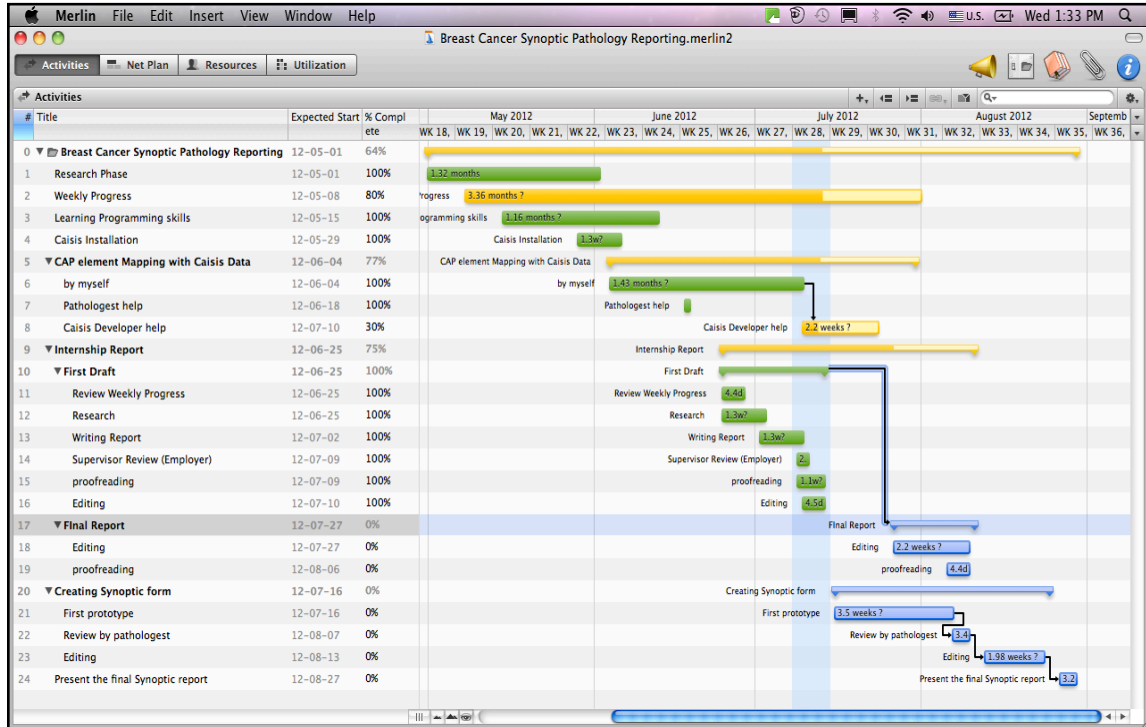 Merlin File Edit Insert View Window Help U.S. Wed 1:33 PM
Breast Cancer Synoptic Pathology Reporting.merlin2
Activities Net Plan Resources Utilization
Activities
# Title Expected Start % Compl May 2012 June 2012 July 2012 August 2012 Septemb
ete WK 18, WK 19, WK 20, WK 21, WK 22, WK 23, WK 24, WK 25, WK 26, WK 27, WK 28, WK 29, WK 30, WK 31, WK 32, WK 33, WK 34, WK 35, WK 36,
0 Breast Cancer Synoptic Pathology Reporting 12-05-01 64%
1 Research Phase 12-05-01 100% 1.32 months
2 Weekly Progress 12-05-08 80% rogress 3.36 months ?
3 Learning Programming skills 12-05-15 100% ogramming skills 1.16 months ?
4 Caisis Installation 12-05-29 100% Caisis Installation 1.3w?
5 CAP element Mapping with Caisis Data 12-06-04 77% CAP element Mapping with Caisis Data
6 by myself 12-06-04 100% by myself 1.43 months ?
7 Pathologest help 12-06-18 100% Pathologest help
8 Caisis Developer help 12-07-10 30% Caisis Developer help 2.2 weeks ?
9 Internship Report 12-06-25 75% Internship Report
10 First Draft 12-06-25 100% First Draft
11 Review Weekly Progress 12-06-25 100% Review Weekly Progress 4.4d
12 Research 12-06-25 100% Research 1.3w?
13 Writing Report 12-07-02 100% Writing Report 1.3w?
14 Supervisor Review (Employer) 12-07-09 100% Supervisor Review (Employer) 2.
15 proofreading 12-07-09 100% proofreading 1.1w?
16 Editing 12-07-10 100% Editing 4.5d
17 FInal Report 12-07-27 0% FInal Report
18 Editing 12-07-27 0% Editing 2.2 weeks ?
19 proofreading 12-08-06 0% proofreading 4.4d
20 Creating Synoptic form 12-07-16 0% Creating Synoptic form
21 First prototype 12-07-16 0% First prototype 3.5 weeks ?
22 Review by pathologest 12-08-07 0% Review by pathologest 3.4
23 Editing 12-08-13 0% Editing 1.98 weeks ?
24 Present the final Synoptic report 12-08-27 0% Present the final Synoptic report 3.2